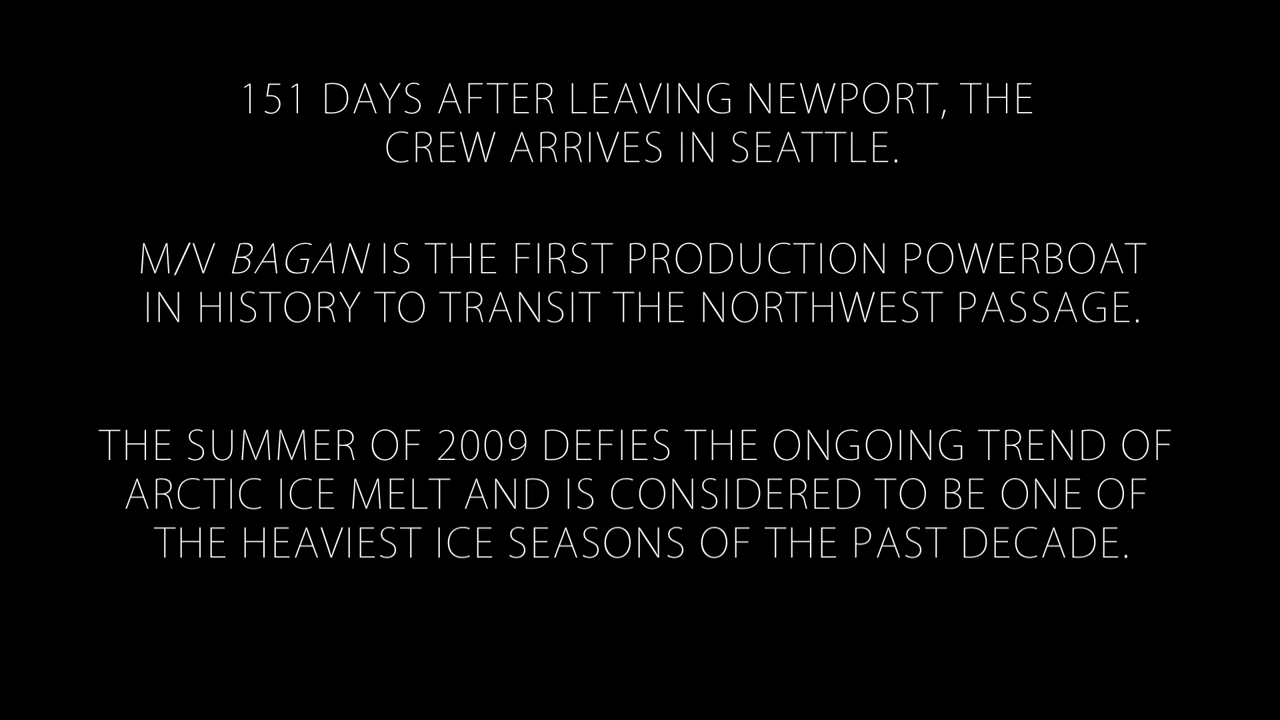 151 DAYS AFTER LEAVING NEWPORT, THE
CREW ARRIVES IN SEATTLE.
M/V BAGAN IS THE FIRST PRODUCTION POWERBOAT
IN HISTORY TO TRANSIT THE NORTHWEST PASSAGE.
THE SUMMER OF 2009 DEFIES THE ONGOING TREND OF
ARCTIC ICE MELT AND IS CONSIDERED TO BE ONE OF
THE HEAVIEST ICE SEASONS OF THE PAST DECADE.